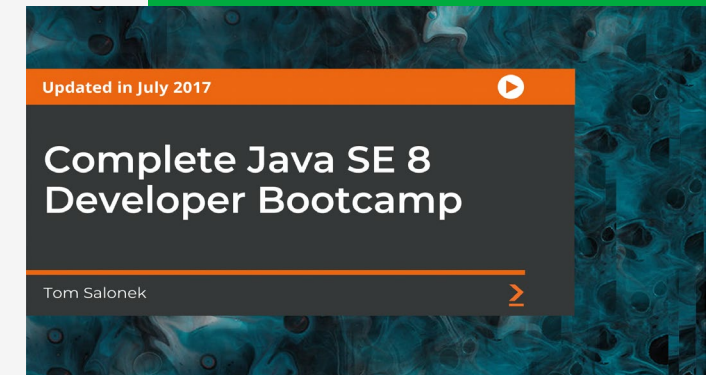 Updated in July 2017
Complete Java SE 8
Developer Bootcamp
Tom Salonek